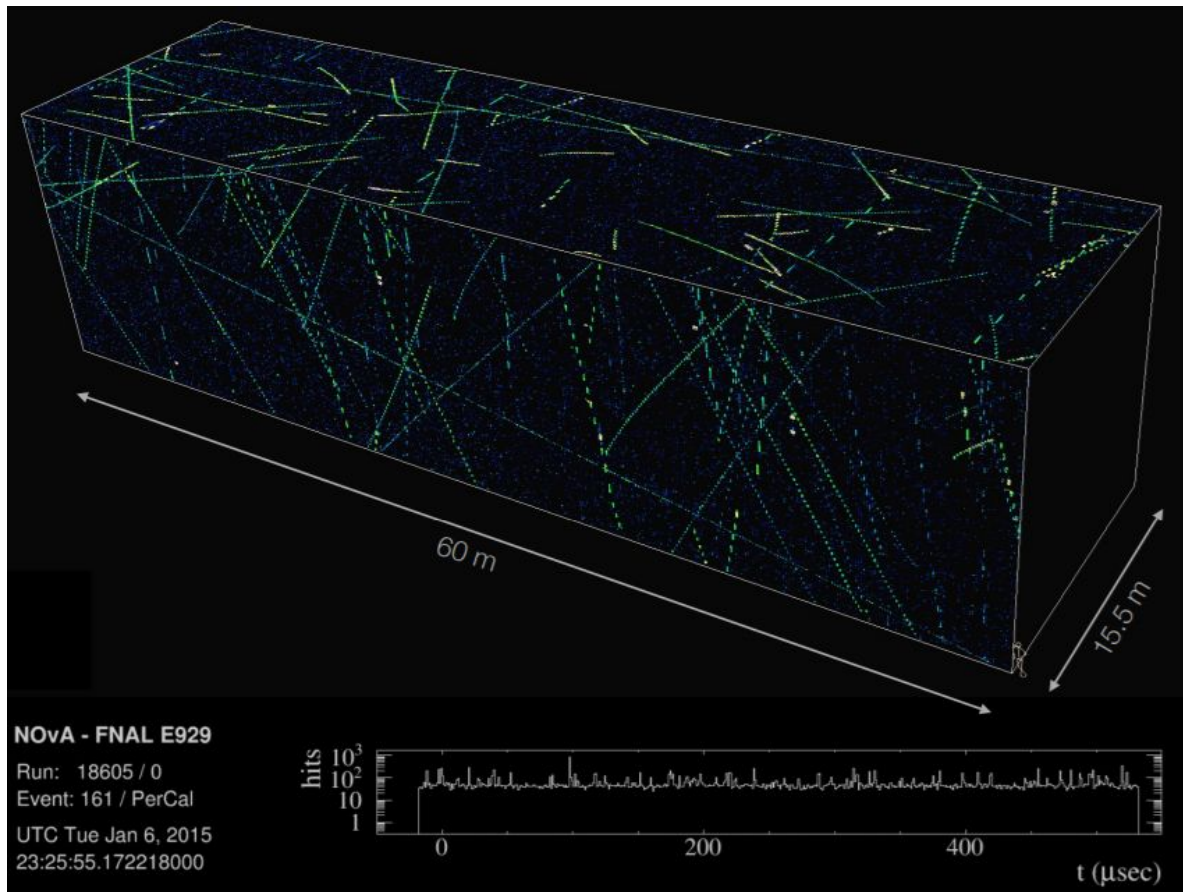 60 m
15.5 m
NOvA - FNAL E929
Run: 18605 / 0
Event: 161 / PerCal
UTC Tue Jan 6, 2015
23:25:55.172218000
hits
10³
10²
10
1
0
200
400
t (μsec)